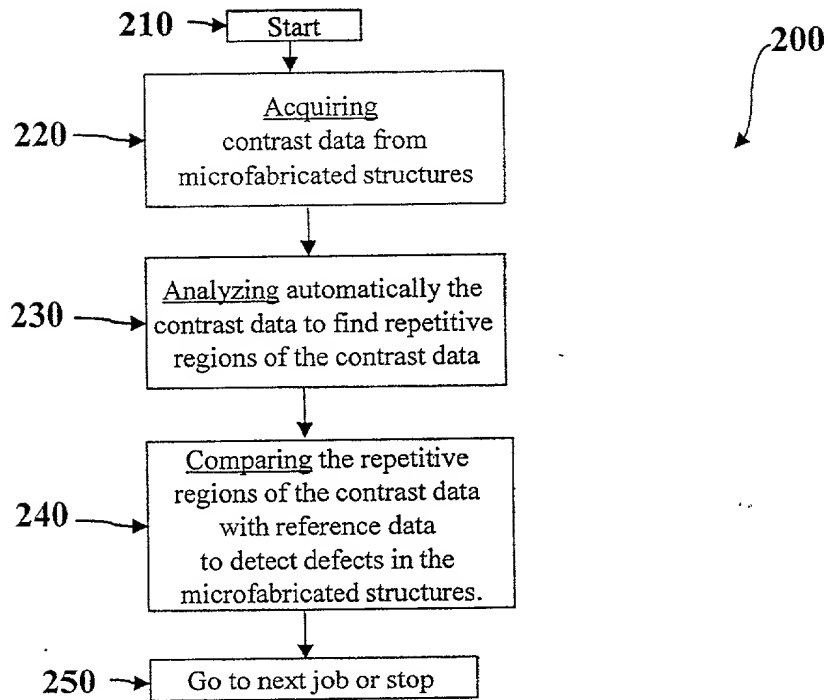 210
Start
200
220
Acquiring
contrast data from
microfabricated structures
230
Analyzing automatically the
contrast data to find repetitive
regions of the contrast data
240
Comparing the repetitive
regions of the contrast data
with reference data
to detect defects in the
microfabricated structures.
250
Go to next job or stop